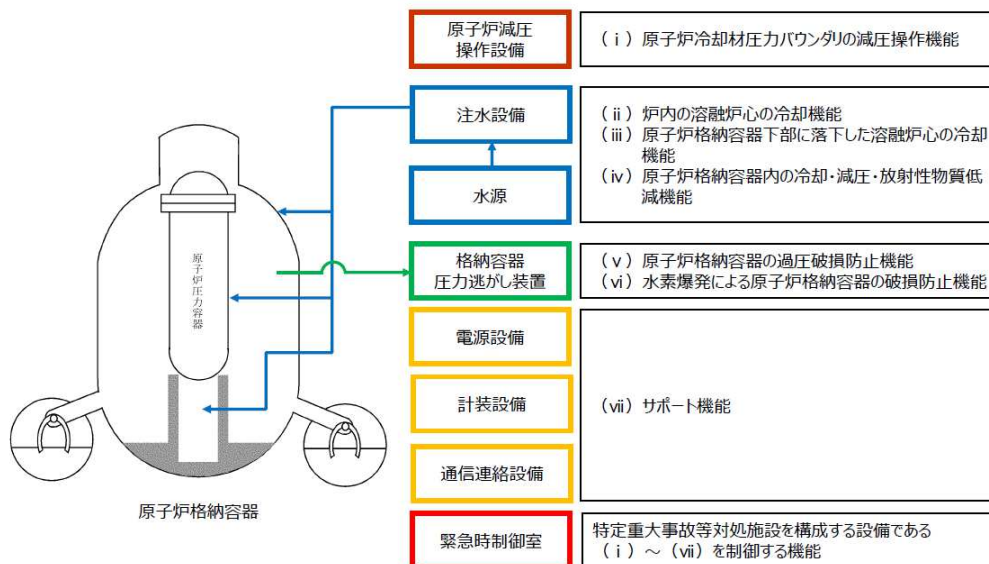 原子炉減圧
操作設備
(ⅰ)原子炉冷却材圧力バウンダリの減圧操作機能
注水設備
水源
(ⅱ)炉内の溶融炉心の冷却機能
(ⅲ)原子炉格納容器下部に落下した溶融炉心の冷却
機能
(ⅳ)原子炉格納容器内の冷却・減圧・放射性物質低
減機能
原子炉圧力容器
格納容器
圧力逃がし装置
(ⅴ)原子炉格納容器の過圧破損防止機能
(ⅵ)水素爆発による原子炉格納容器の破損防止機能
電源設備
計装設備
通信連絡設備
(ⅶ)サポート機能
原子炉格納容器
緊急時制御室
特定重大事故等対処施設を構成する設備である
(ⅰ)~(ⅶ)を制御する機能